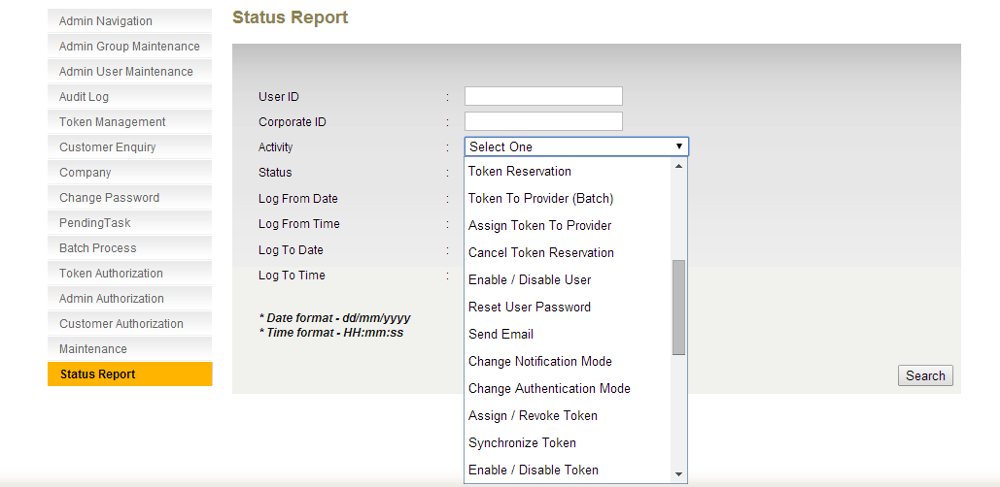 Admin Navigation
Admin Group Maintenance
Admin User Maintenance
Audit Log
Token Management
Customer Enquiry
Company
Change Password
PendingTask
Batch Process
Token Authorization
Admin Authorization
Customer Authorization
Maintenance
Status Report
Status Report
User ID :
Corporate ID :
Activity : Select One
Status :
Log From Date :
Log From Time :
Log To Date :
Log To Time :
* Date format - dd/mm/yyyy
* Time format - HH:mm:ss
Token Reservation
Token To Provider (Batch)
Assign Token To Provider
Cancel Token Reservation
Enable / Disable User
Reset User Password
Send Email
Change Notification Mode
Change Authentication Mode
Assign / Revoke Token
Synchronize Token
Enable / Disable Token
Search